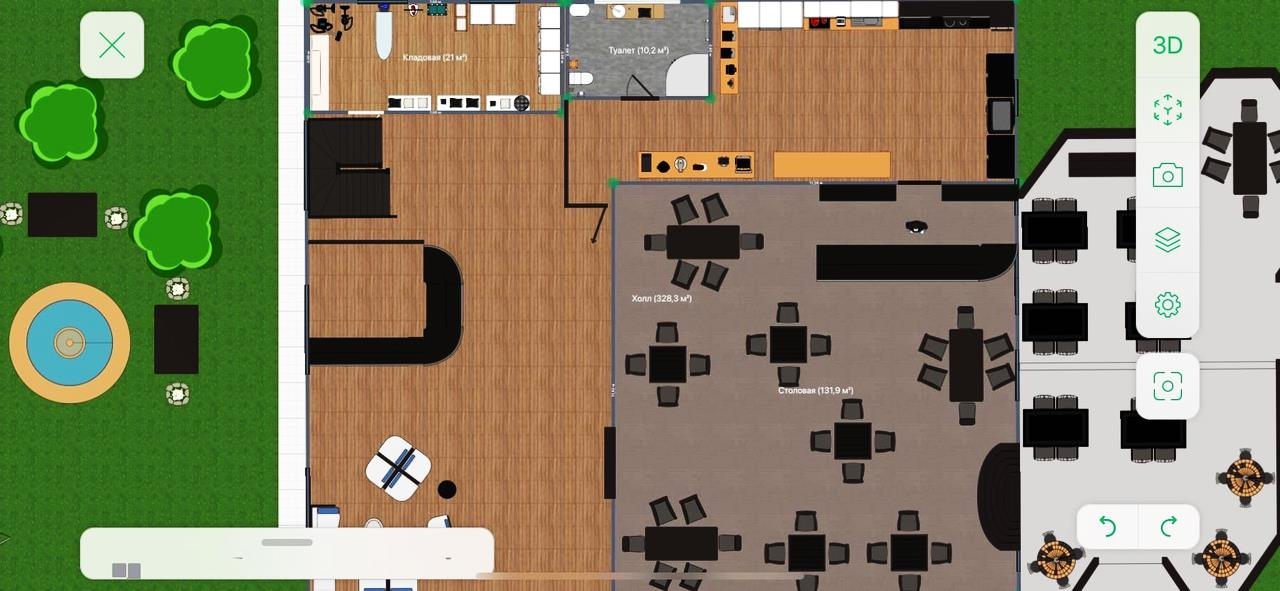 Кладовая (21 м²)
Туалет (10,2 м²)
3D
Холл (328,3 м²)
Столовая (131,9 м²)